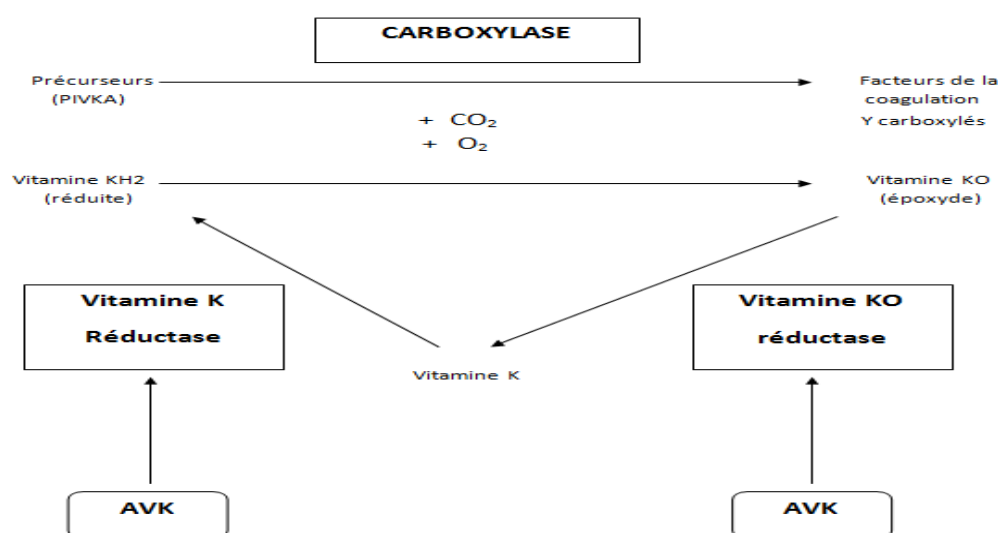 CARBOXYLASE
Précurseurs
(PIVKA)
Facteurs de la
coagulation
Y carboxylés
+ CO₂
+ O₂
Vitamine KH2
(réduite)
Vitamine KO
(époxyde)
Vitamine K
Réductase
Vitamine KO
réductase
Vitamine K
AVK
AVK